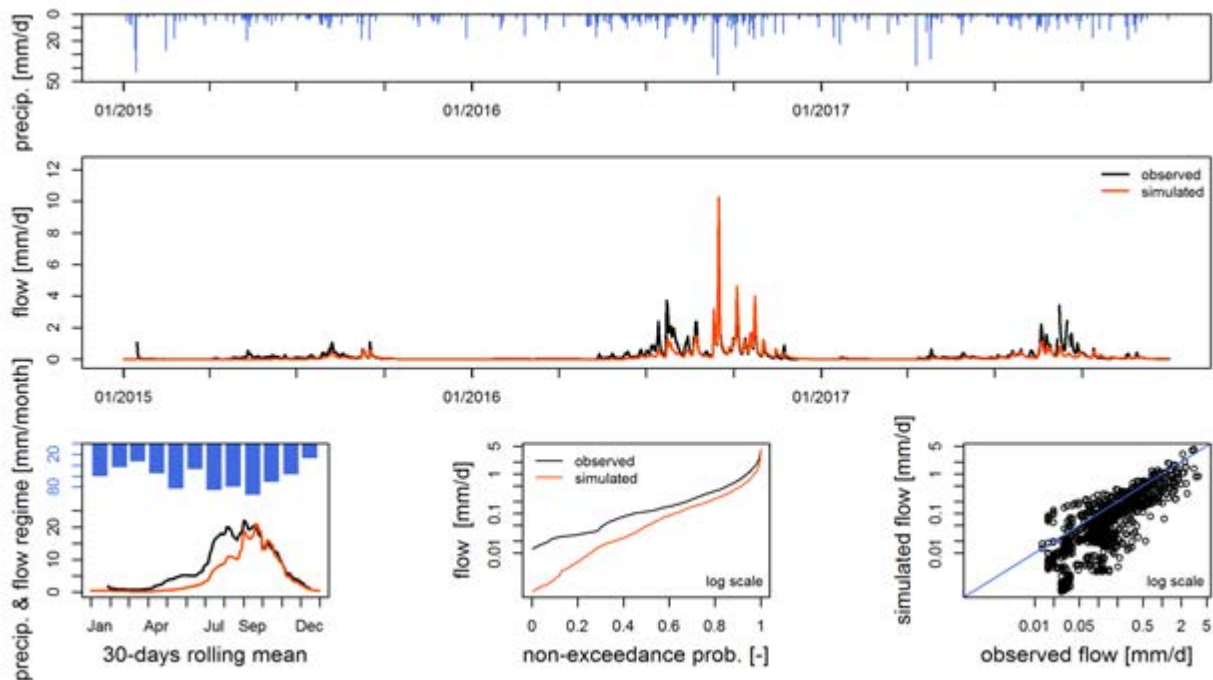 precip. [mm/d]
0
20
50
01/2015
01/2016
01/2017
flow [mm/d]
12
10
8
6
4
2
0
observed
simulated
01/2015
01/2016
01/2017
precip. & flow regime [mm/month]
20
80
20
10
0
Jan Apr Jul Sep Dec
30-days rolling mean
flow [mm/d]
5
1
0.1
0.01
observed
simulated
log scale
0 0.2 0.4 0.6 0.8 1
non-exceedance prob. [-]
simulated flow [mm/d]
5
1
0.1
0.01
log scale
0.01 0.05 0.5 2 5
observed flow [mm/d]